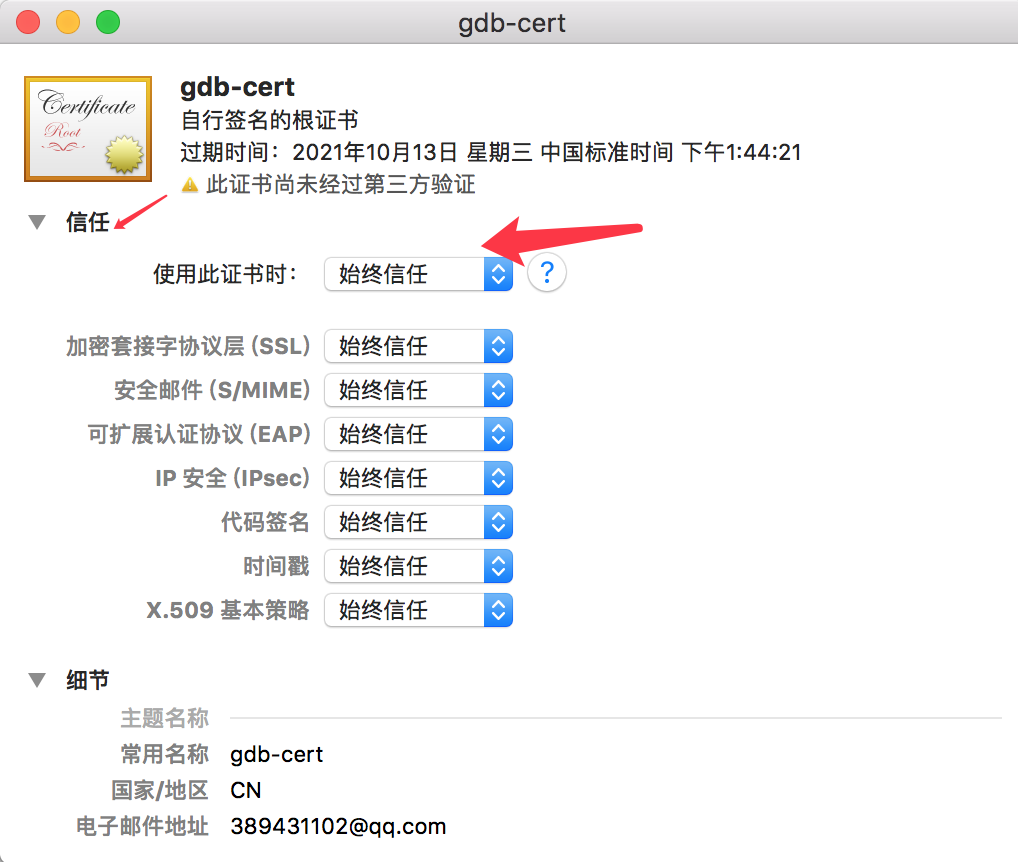 gdb-cert
Certificate
Root
gdb-cert
自行签名的根证书
过期时间：2021年10月13日 星期三 中国标准时间 下午1:44:21
此证书尚未经过第三方验证
信任
使用此证书时： 始终信任 ?
加密套接字协议层 (SSL) 始终信任
安全邮件 (S/MIME) 始终信任
可扩展认证协议 (EAP) 始终信任
IP 安全 (IPsec) 始终信任
代码签名 始终信任
时间戳 始终信任
X.509 基本策略 始终信任
细节
主题名称
常用名称 gdb-cert
国家/地区 CN
电子邮件地址 389431102@qq.com